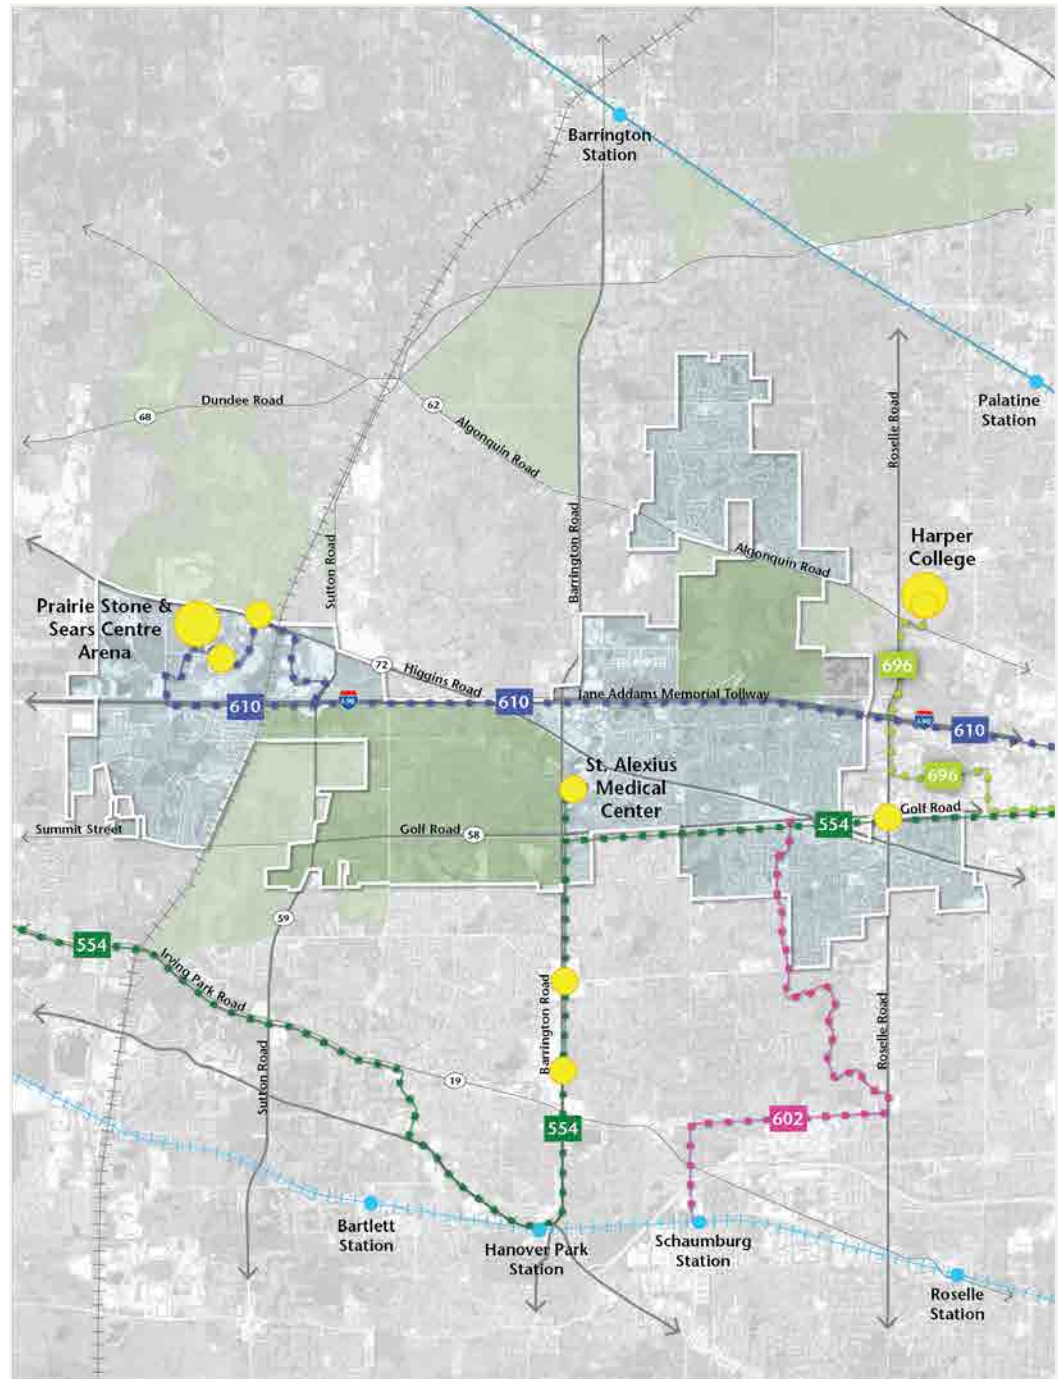 Barrington
Station
Palatine
Station
Dundee Road
68
62
Algonquin Road
Roselle Road
Harper
College
Algonquin Road
Barrington Road
Sutton Road
Prairie Stone &
Sears Centre
Arena
72
Higgins Road
696
Jane Addams Memorial Tollway
610
I-90
610
I-90
610
St. Alexius
Medical
Center
696
Golf Road
Summit Street
Golf Road
58
554
59
554
Irving Park Road
Barrington Road
Roselle Road
Sutton Road
19
554
602
Bartlett
Station
Hanover Park
Station
Schaumburg
Station
Roselle
Station